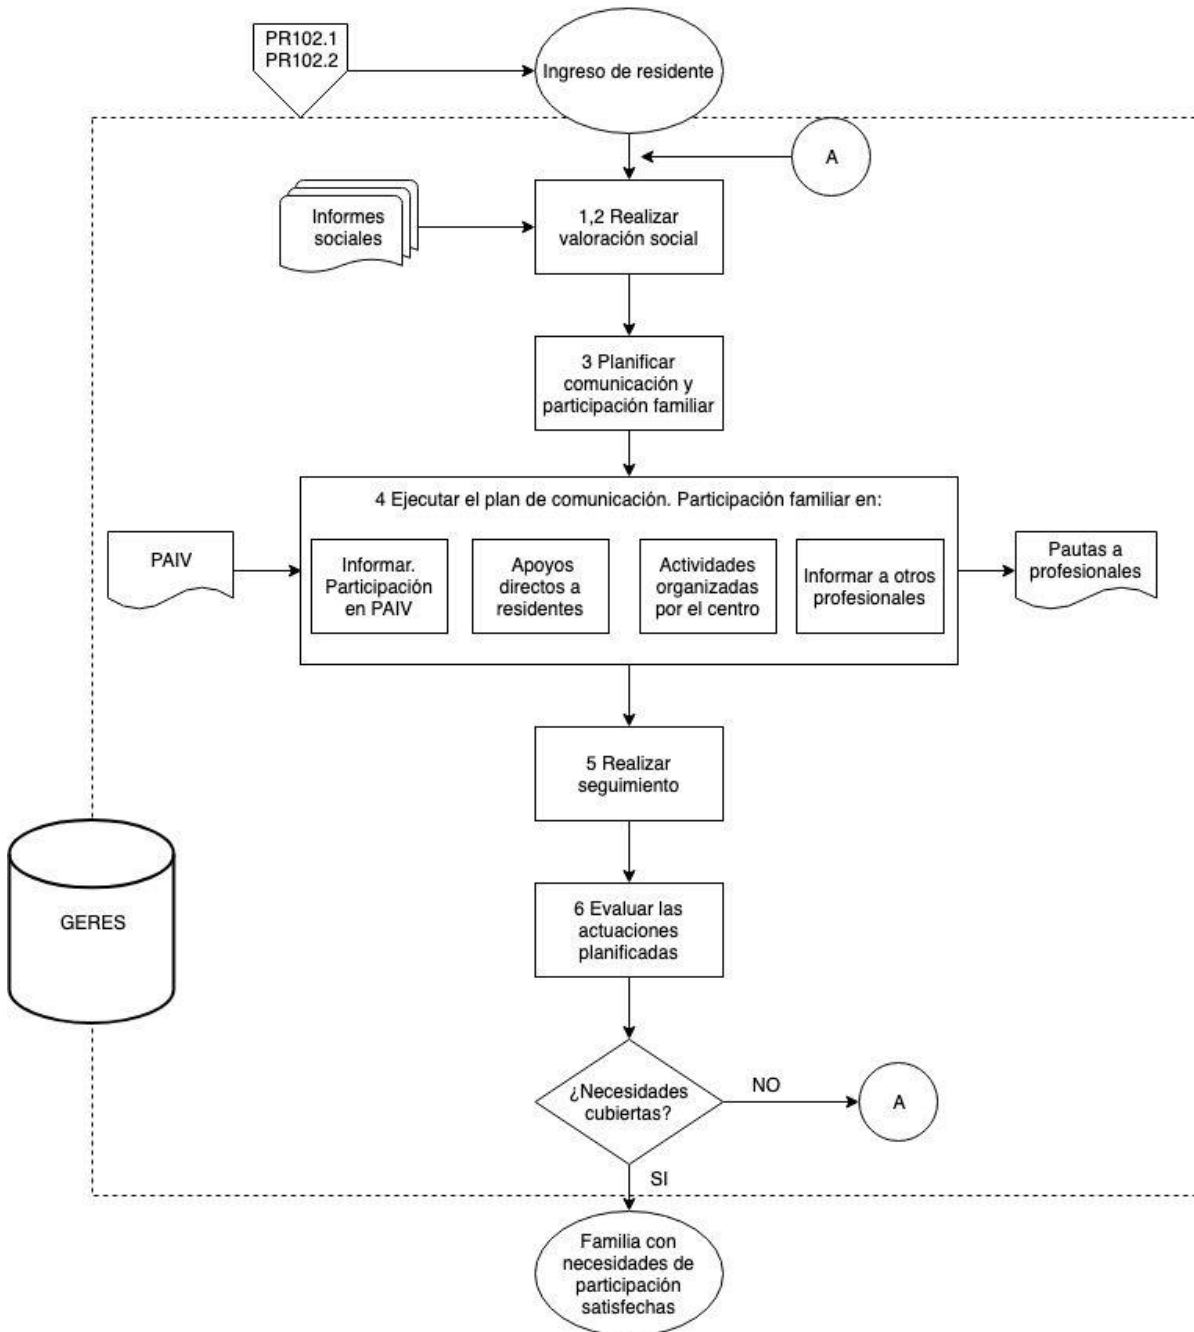 PR102.1
PR102.2
Ingreso de residente
A
Informes
sociales
1,2 Realizar
valoración social
3 Planificar
comunicación y
participación familiar
4 Ejecutar el plan de comunicación. Participación familiar en:
PAIV
Informar.
Participación
en PAIV
Apoyos
directos a
residentes
Actividades
organizadas
por el centro
Informar a otros
profesionales
Pautas a
profesionales
5 Realizar
seguimiento
GERES
6 Evaluar las
actuaciones
planificadas
¿Necesidades
cubiertas?
NO
A
SI
Familia con
necesidades de
participación
satisfechas